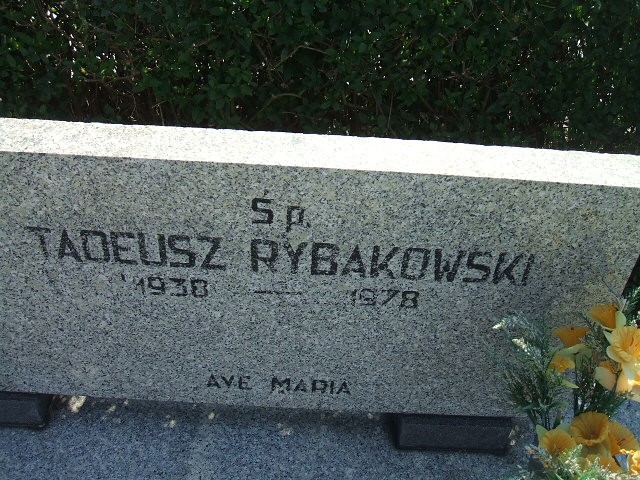 Ś.p.
TADEUSZ RYBAKOWSKI
1938 — 1978
AVE MARIA